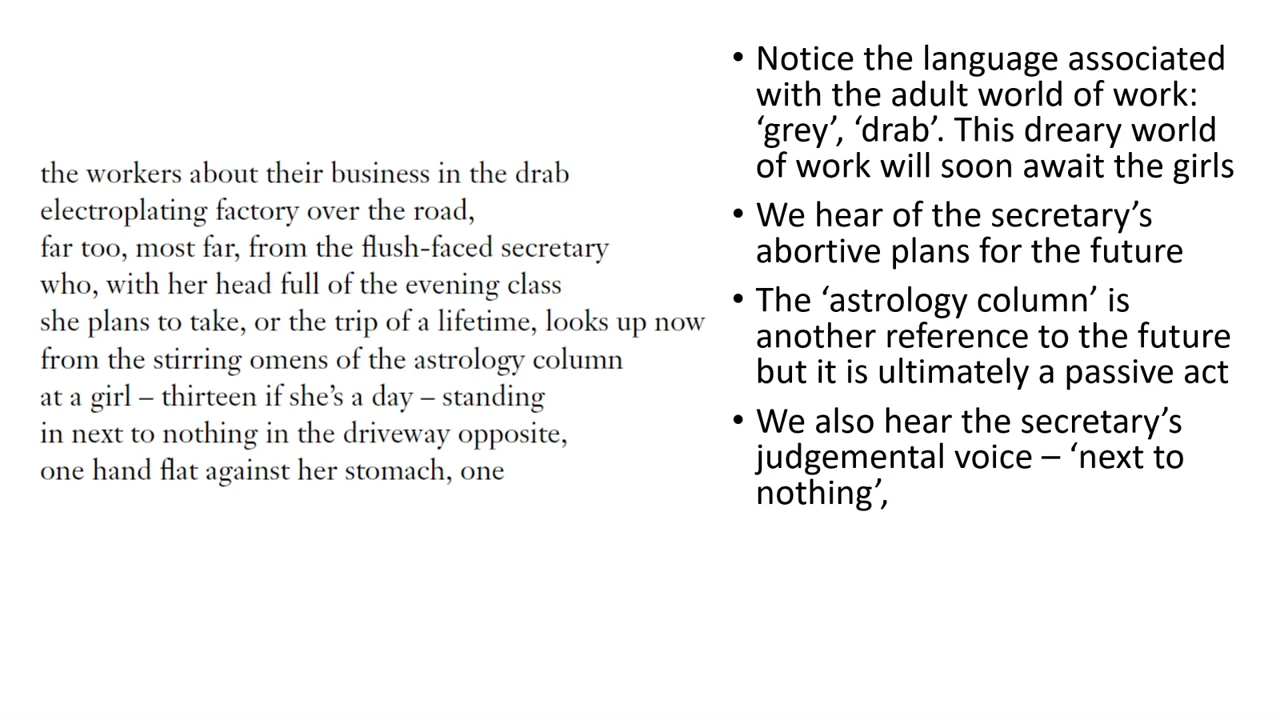 the workers about their business in the drab
electroplating factory over the road,
far too, most far, from the flush-faced secretary
who, with her head full of the evening class
she plans to take, or the trip of a lifetime, looks up now
from the stirring omens of the astrology column
at a girl – thirteen if she’s a day – standing
in next to nothing in the driveway opposite,
one hand flat against her stomach, one
• Notice the language associated
with the adult world of work:
‘grey’, ‘drab’. This dreary world
of work will soon await the girls
• We hear of the secretary’s
abortive plans for the future
• The ‘astrology column’ is
another reference to the future
but it is ultimately a passive act
• We also hear the secretary’s
judgemental voice – ‘next to
nothing’,